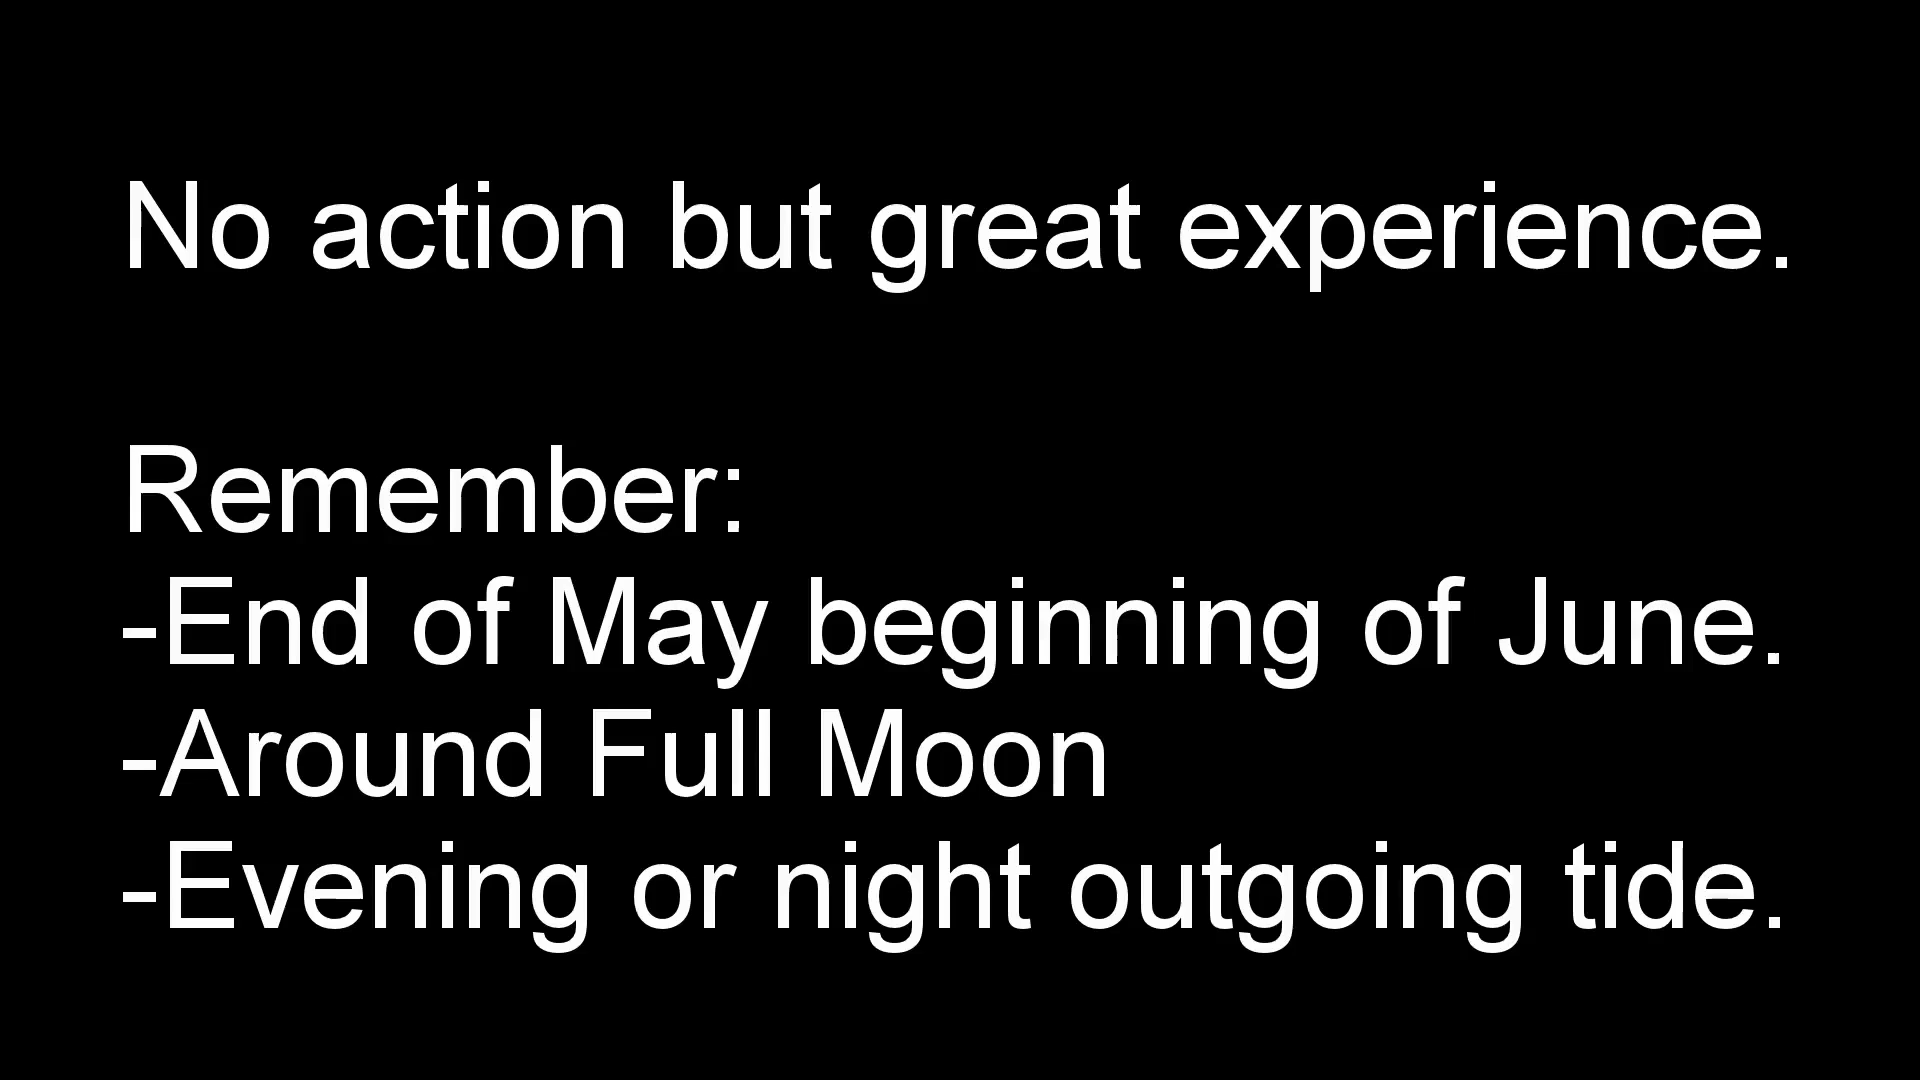 No action but great experience.
Remember:
-End of May beginning of June.
-Around Full Moon
-Evening or night outgoing tide.